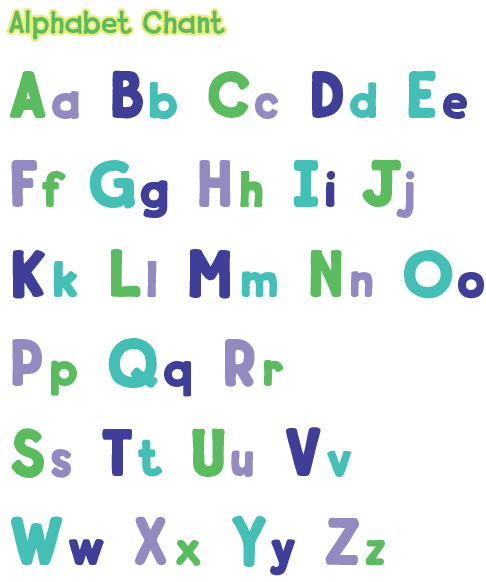 Alphabet Chant
Aa Bb Cc Dd Ee
Ff Gg Hh Ii Jj
Kk Ll Mm Nn Oo
Pp Qq Rr
Ss Tt Uu Vv
Ww Xx Yy Zz